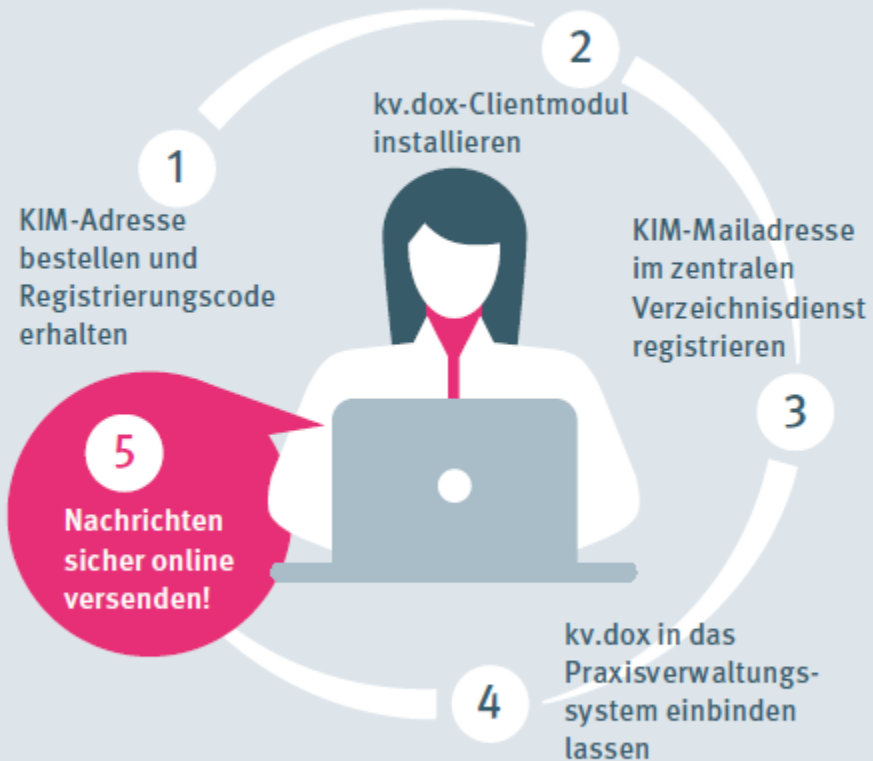 1
KIM-Adresse
bestellen und
Registrierungscode
erhalten
2
kv.dox-Clientmodul
installieren
3
KIM-Mailadresse
im zentralen
Verzeichnisdienst
registrieren
4
kv.dox in das
Praxisverwaltungs-
system einbinden
lassen
5
Nachrichten
sicher online
versenden!